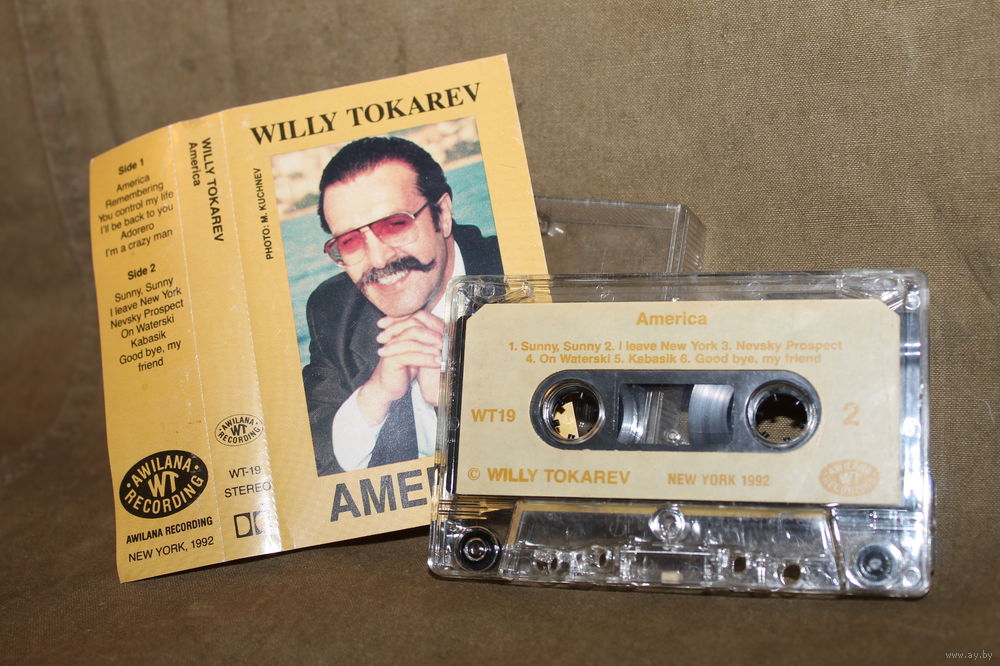 Side 1
America
Remembering
You control my life
I'll be back to you
Adorero
I'm a crazy man
Side 2
Sunny, Sunny
I leave New York
Nevsky Prospect
On Waterski
Kabasik
Good bye, my
friend
AWILANA
WT
RECORDING
AWILANA RECORDING
NEW YORK, 1992
WILLY TOKAREV
America
AWILANA
WT
RECORDING
WT-19
STEREO
WILLY TOKAREV
PHOTO: M. KUCHNEV
AME
America
1. Sunny, Sunny 2. I leave New York 3. Nevsky Prospect
4. On Waterski 5. Kabasik 6. Good bye, my friend
WT19
2
© WILLY TOKAREV NEW YORK 1992
AWILANA
WT
RECORDING
www.ay.by